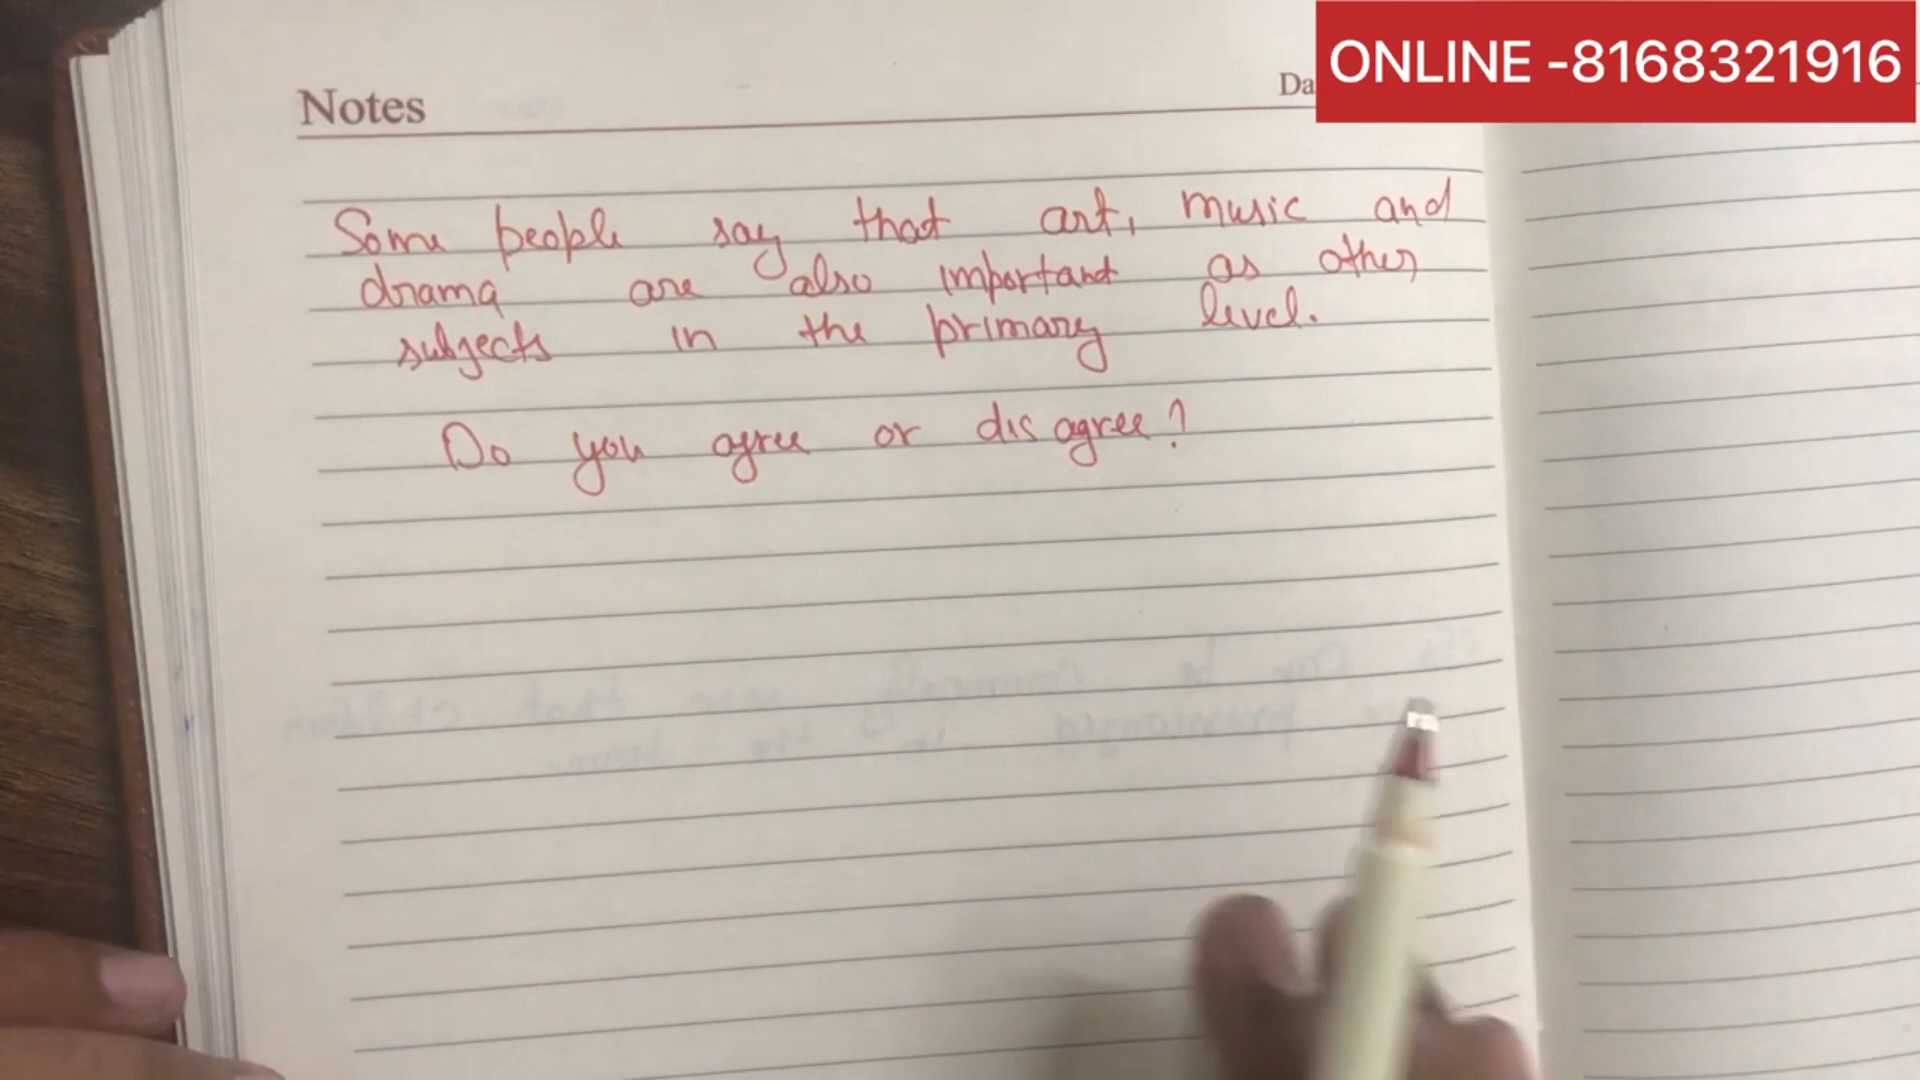 ONLINE -8168321916
Notes
Da
Some people say that art, music and
drama are also important as other
subjects in the primary level.
Do you agree or disagree?